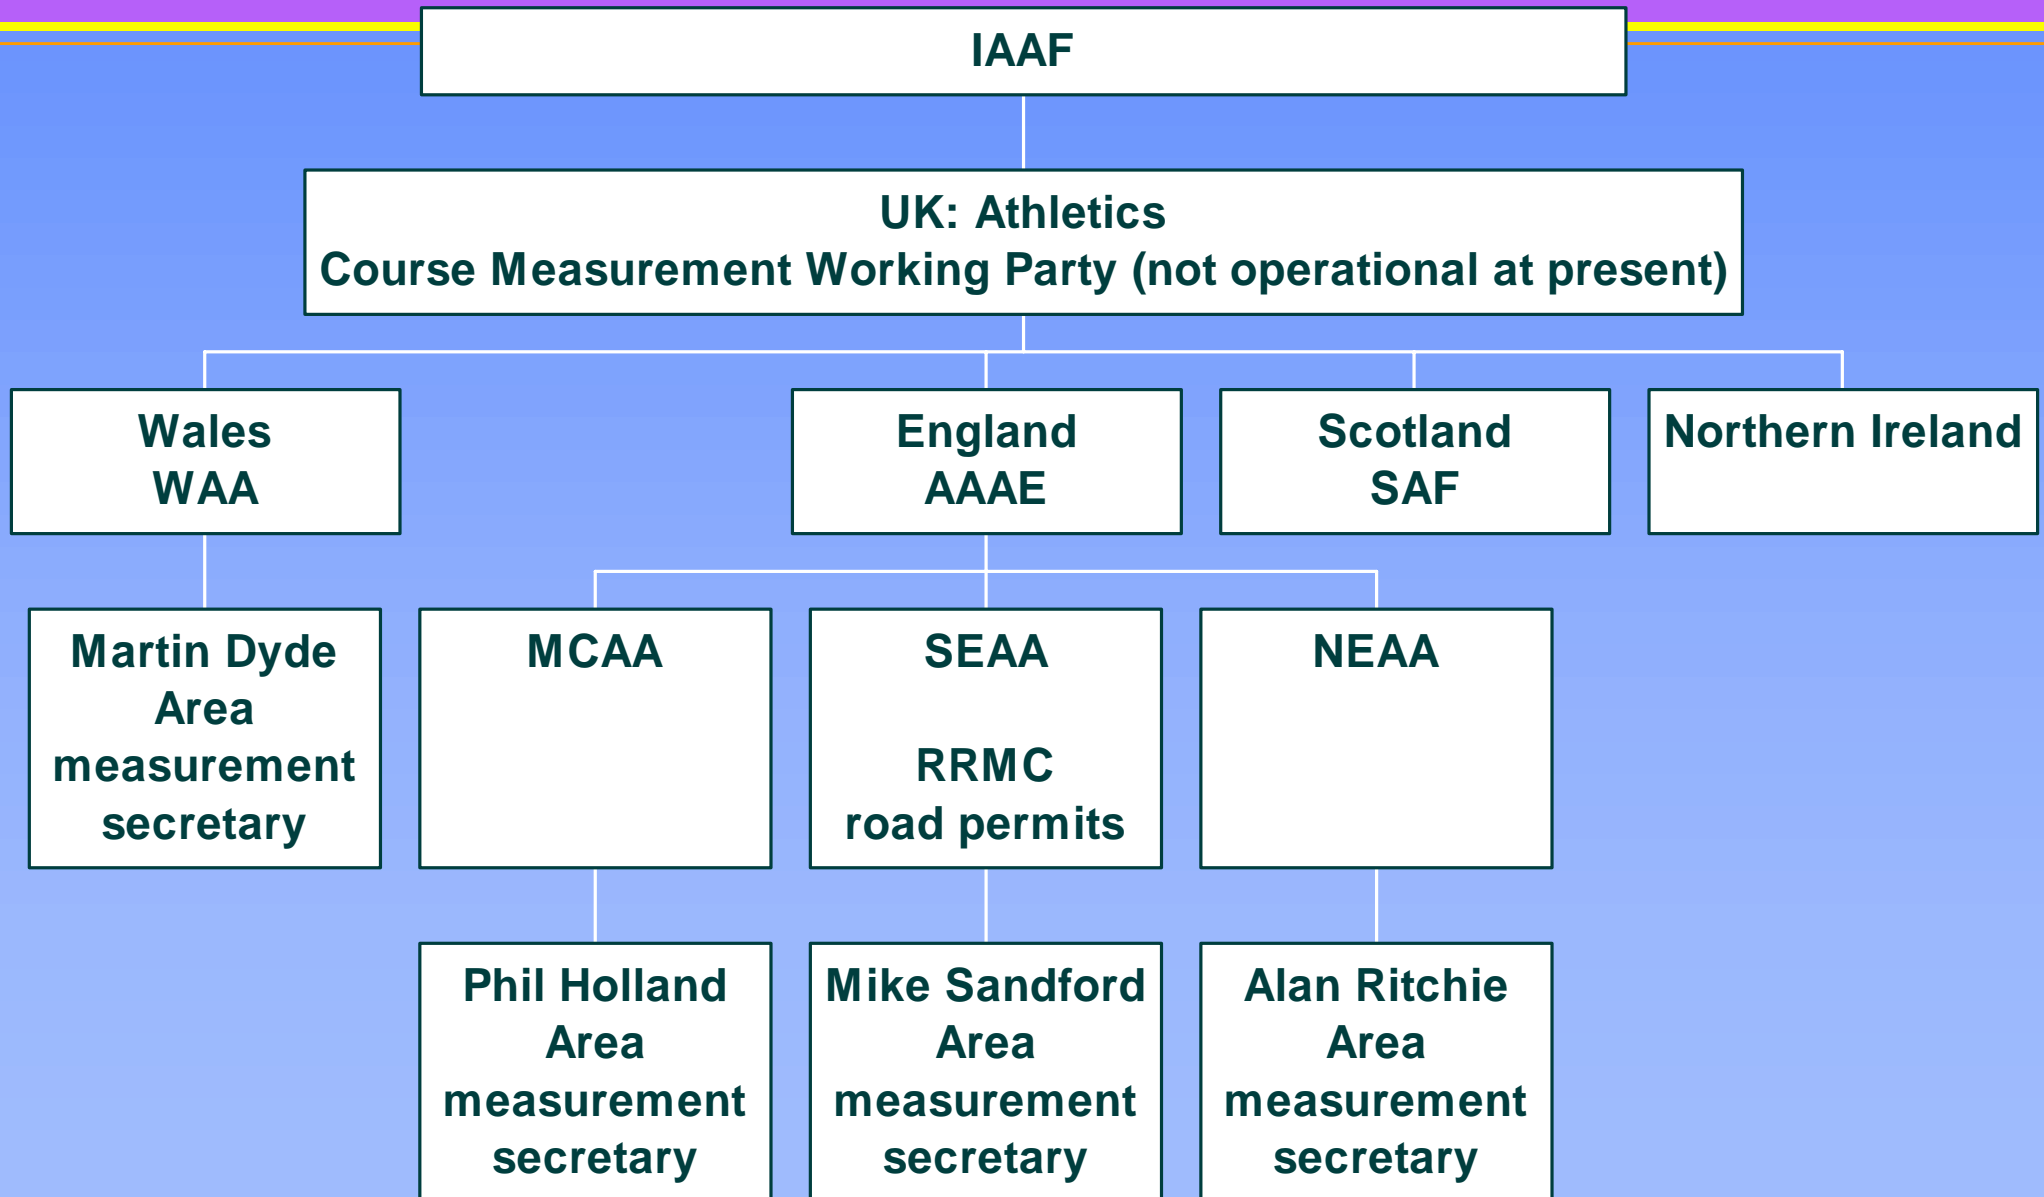 IAAF
UK: Athletics
Course Measurement Working Party (not operational at present)
Wales
WAA
England
AAAE
Scotland
SAF
Northern Ireland
Martin Dyde
Area
measurement
secretary
MCAA
SEAA
RRMC
road permits
NEAA
Phil Holland
Area
measurement
secretary
Mike Sandford
Area
measurement
secretary
Alan Ritchie
Area
measurement
secretary